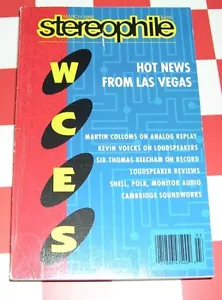 stereophile
HOT NEWS
FROM LAS VEGAS
W
C
E
S
MARTIN COLLOMS ON ANALOG REPLAY
KEVIN VOECKS ON LOUDSPEAKERS
SIR THOMAS BEECHAM ON RECORD
LOUDSPEAKER REVIEWS
SNELL, POLK, MONITOR AUDIO
CAMBRIDGE SOUNDWORKS